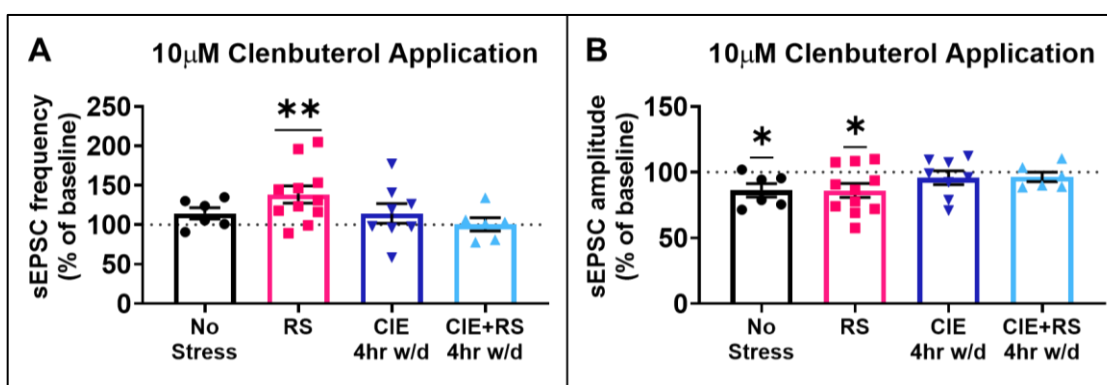 A
10μM Clenbuterol Application
sEPSC frequency
(% of baseline)
250
200
150
100
50
0
**
No
Stress
RS
CIE
4hr w/d
CIE+RS
4hr w/d
B
10μM Clenbuterol Application
sEPSC amplitude
(% of baseline)
150
100
50
0
*
*
No
Stress
RS
CIE
4hr w/d
CIE+RS
4hr w/d